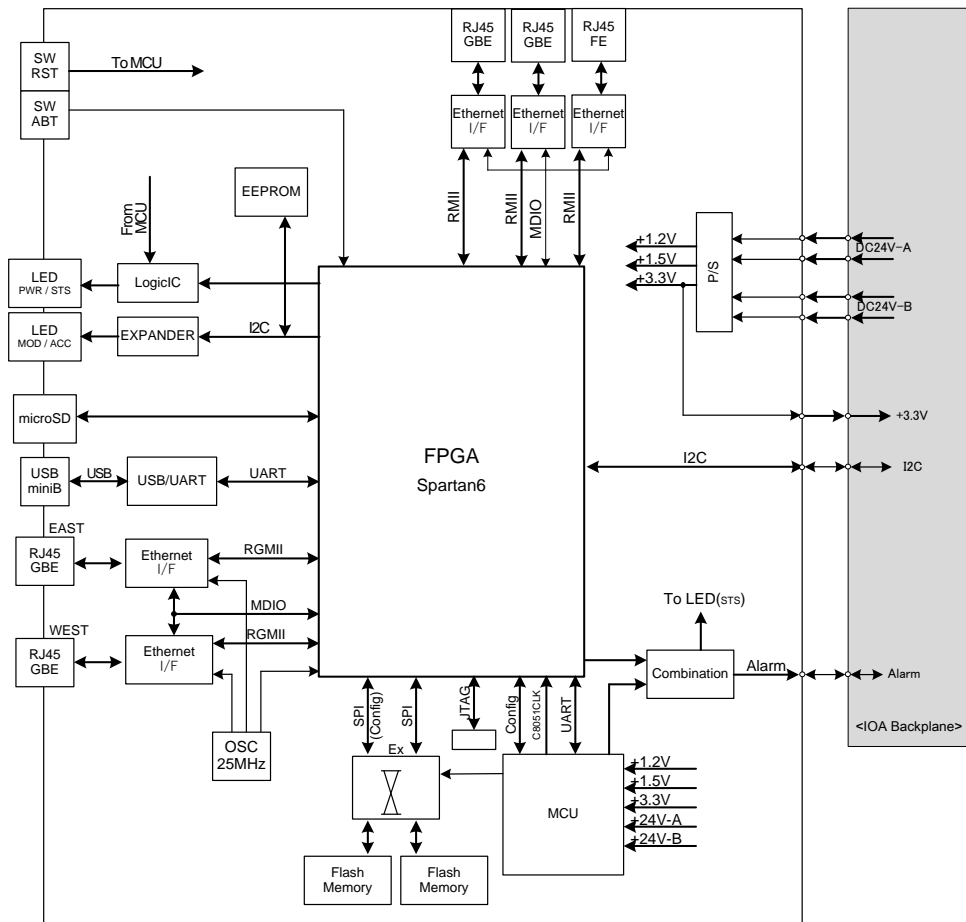 RJ45
GBE
RJ45
GBE
RJ45
FE
SW
RST
To MCU
SW
ABT
Ethernet
I/F
Ethernet
I/F
Ethernet
I/F
EEPROM
RMII
RMII
MDIO
RMII
From
MCU
+1.2V
+1.5V
+3.3V
P/S
DC24V-A
DC24V-B
LED
PWR / STS
LogicIC
LED
MOD / ACC
EXPANDER
I2C
microSD
+3.3V
FPGA
Spartan6
I2C
I2C
USB
miniB
USB
USB/UART
UART
EAST
RJ45
GBE
Ethernet
I/F
RGMII
MDIO
WEST
RJ45
GBE
Ethernet
I/F
RGMII
To LED(STS)
Combination
Alarm
Alarm
<IOA Backplane>
SPI
(Config)
SPI
JTAG
Config
C8051CLK
UART
OSC
25MHz
Ex
MCU
+1.2V
+1.5V
+3.3V
+24V-A
+24V-B
Flash
Memory
Flash
Memory